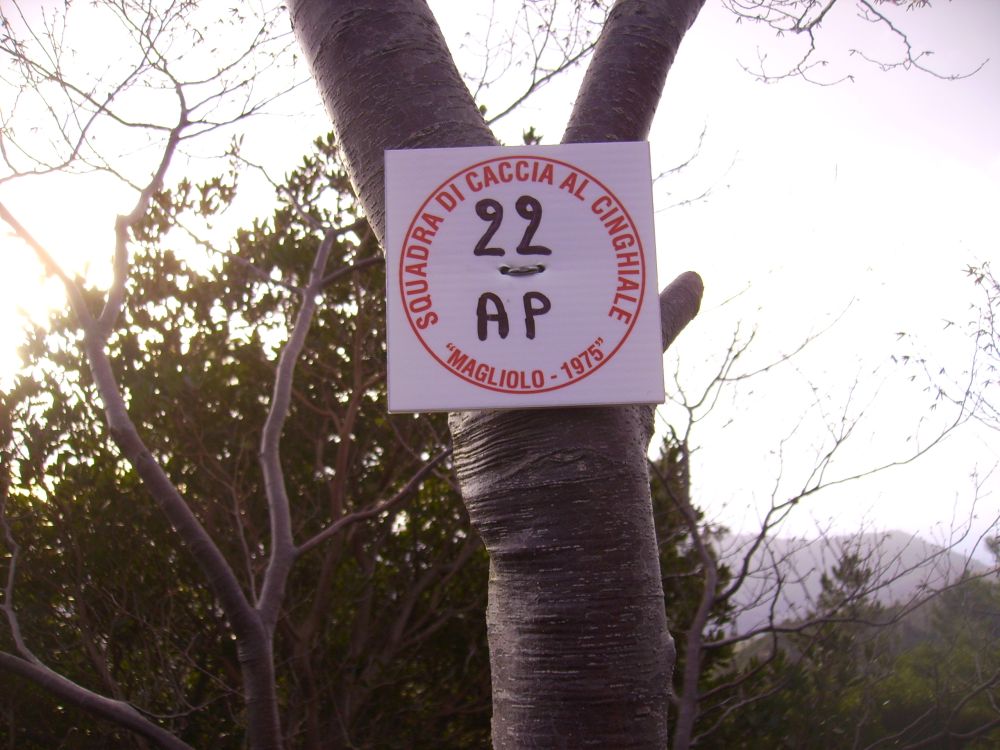 SQUADRA DI CACCIA AL CINGHIALE
22
AP
"MAGLIOLO - 1975"